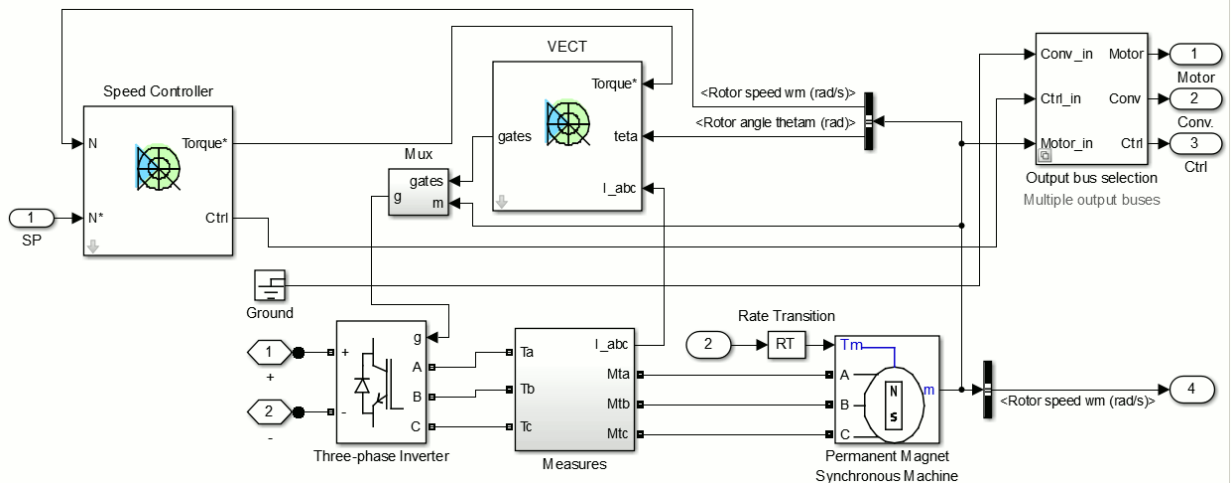 VECT
Speed Controller
N
Torque*
N*
Ctrl
1
SP
Mux
gates
g
m
Torque*
gates
teta
I_abc
<Rotor speed wm (rad/s)>
<Rotor angle thetam (rad)>
Conv_in
Motor
Ctrl_in
Conv
Motor_in
Ctrl
Output bus selection
Multiple output buses
1
Motor
2
Conv.
3
Ctrl
Ground
1
+
2
-
g
+
A
B
-
C
Three-phase Inverter
Ta
I_abc
Tb
Mta
Mtb
Tc
Mtc
Measures
Rate Transition
2
RT
Tm
A
B
C
N
S
m
Permanent Magnet
Synchronous Machine
<Rotor speed wm (rad/s)>
4